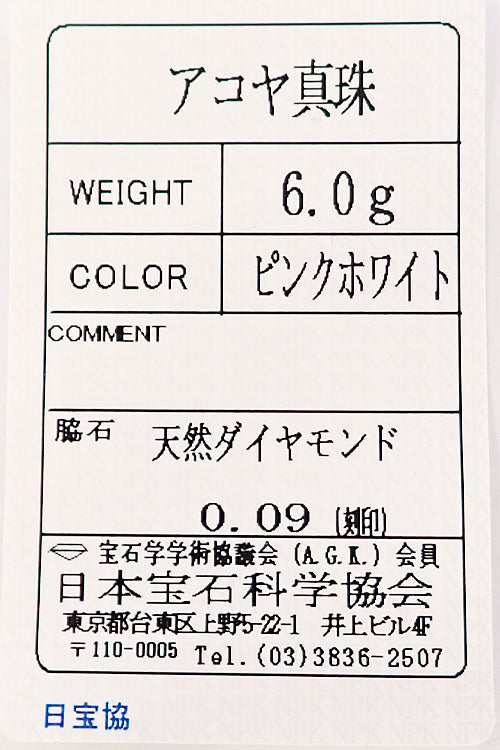 アコヤ真珠
WEIGHT 6.0g
COLOR ピンクホワイト
COMMENT
脇石 天然ダイヤモンド
0.09 (刻印)
宝石学学術協議会 (A.G.K.) 会員
日本宝石科学協会
東京都台東区上野5-22-1 井上ビル4F
〒110-0005 Tel.(03)3836-2507
日宝協